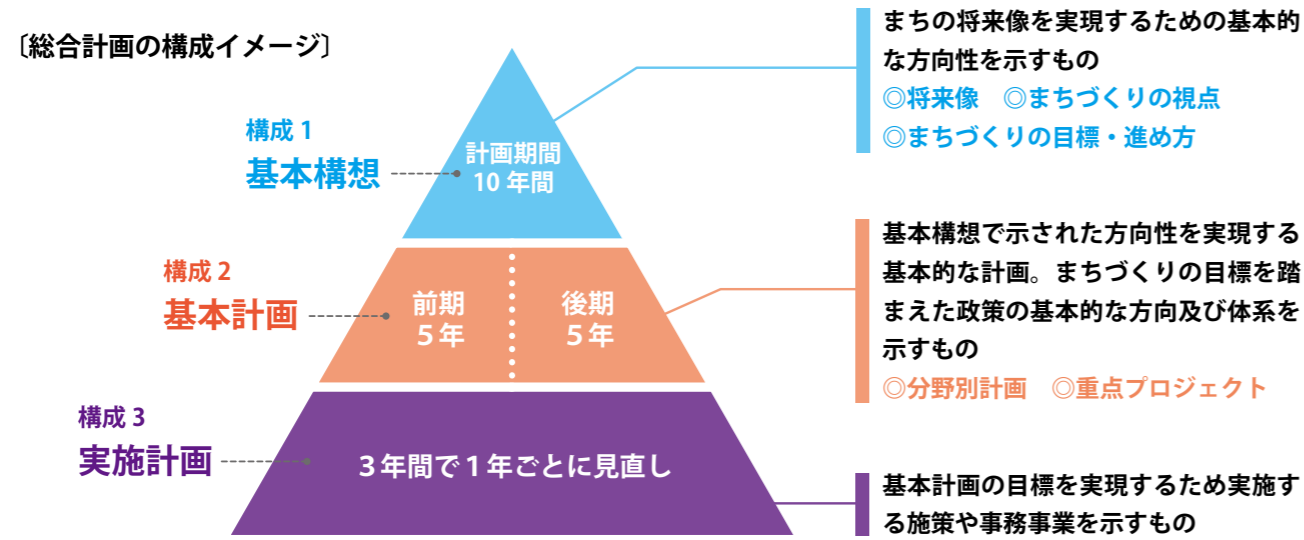 〔総合計画の構成イメージ〕
構成 1
基本構想
計画期間
10 年間
まちの将来像を実現するための基本的
な方向性を示すもの
◎将来像　◎まちづくりの視点
◎まちづくりの目標・進め方
構成 2
基本計画
前期
５年
後期
５年
基本構想で示された方向性を実現する
基本的な計画。まちづくりの目標を踏
まえた政策の基本的な方向及び体系を
示すもの
◎分野別計画　◎重点プロジェクト
構成 3
実施計画
３年間で１年ごとに見直し
基本計画の目標を実現するため実施す
る施策や事務事業を示すもの